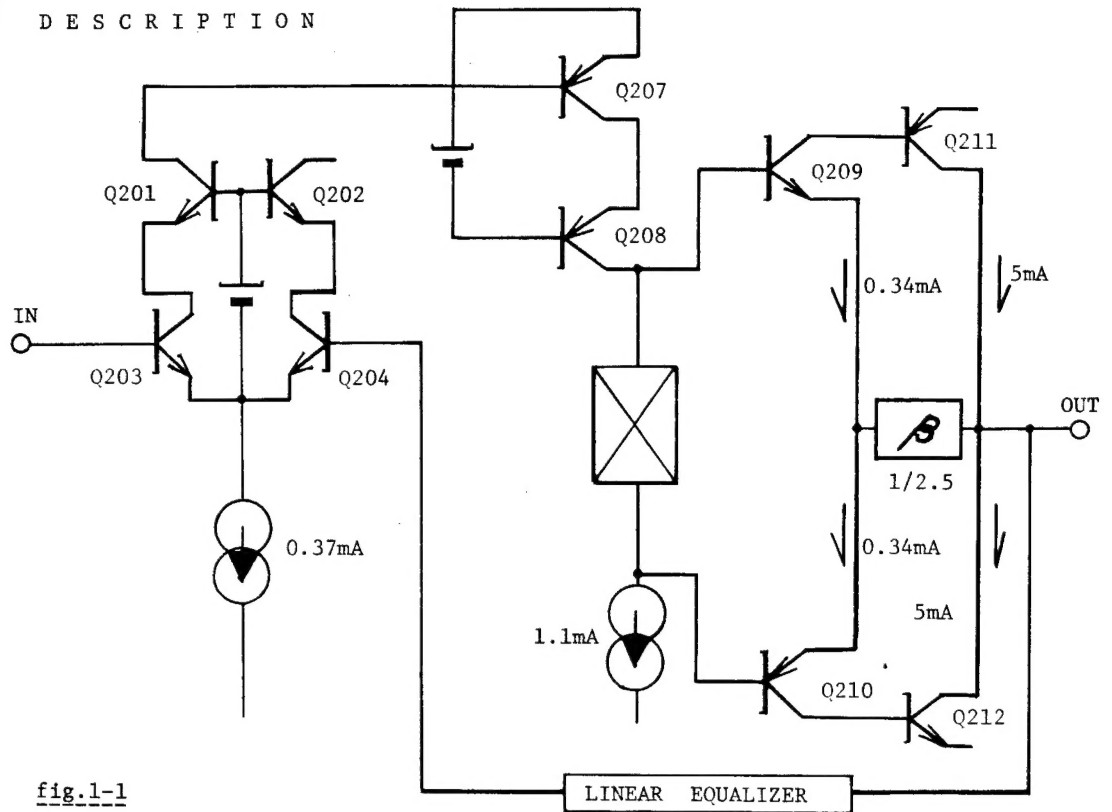 D E S C R I P T I O N
Q207
Q211
Q209
Q201
Q202
Q208
0.34mA
5mA
IN
Q203
Q204
OUT
β
1/2.5
0.37mA
0.34mA
5mA
1.1mA
Q210
Q212
fig.1-1
LINEAR EQUALIZER